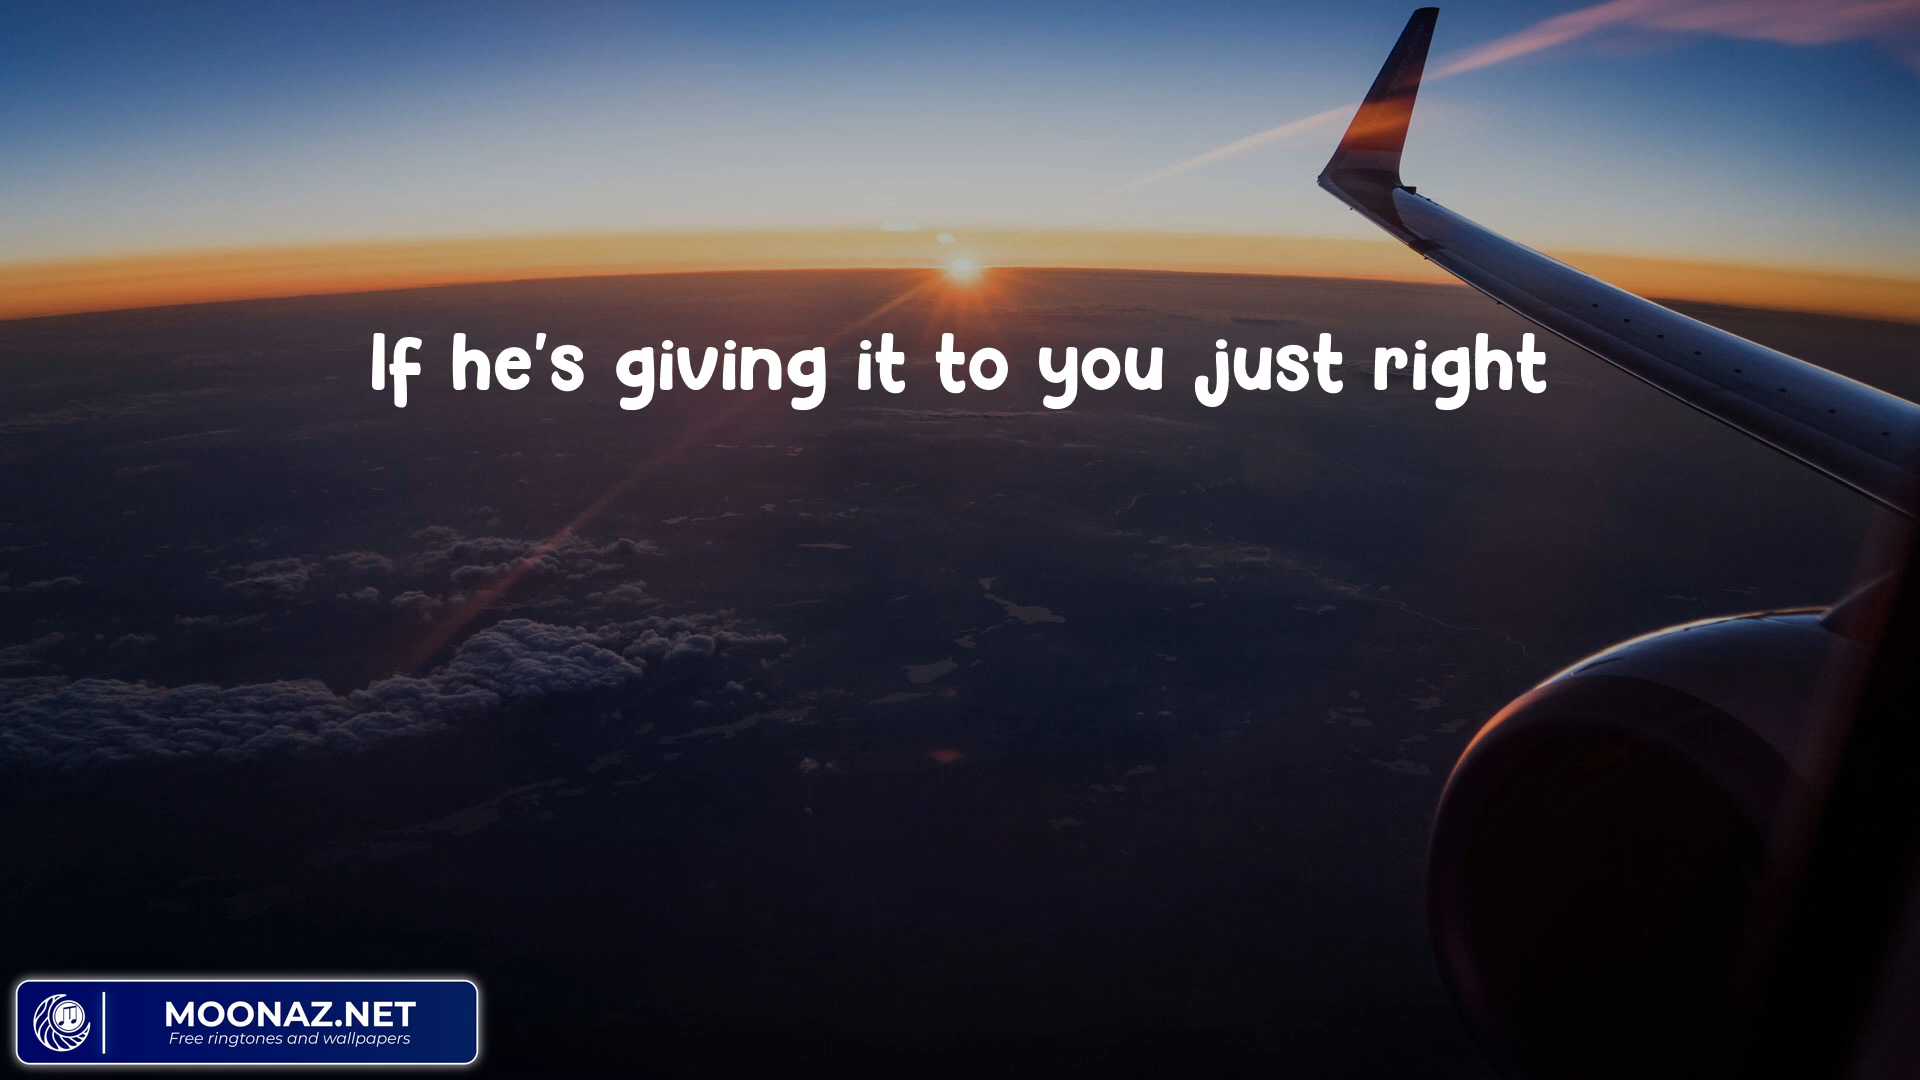 If he's giving it to you just right
MOONAZ.NET
Free ringtones and wallpapers